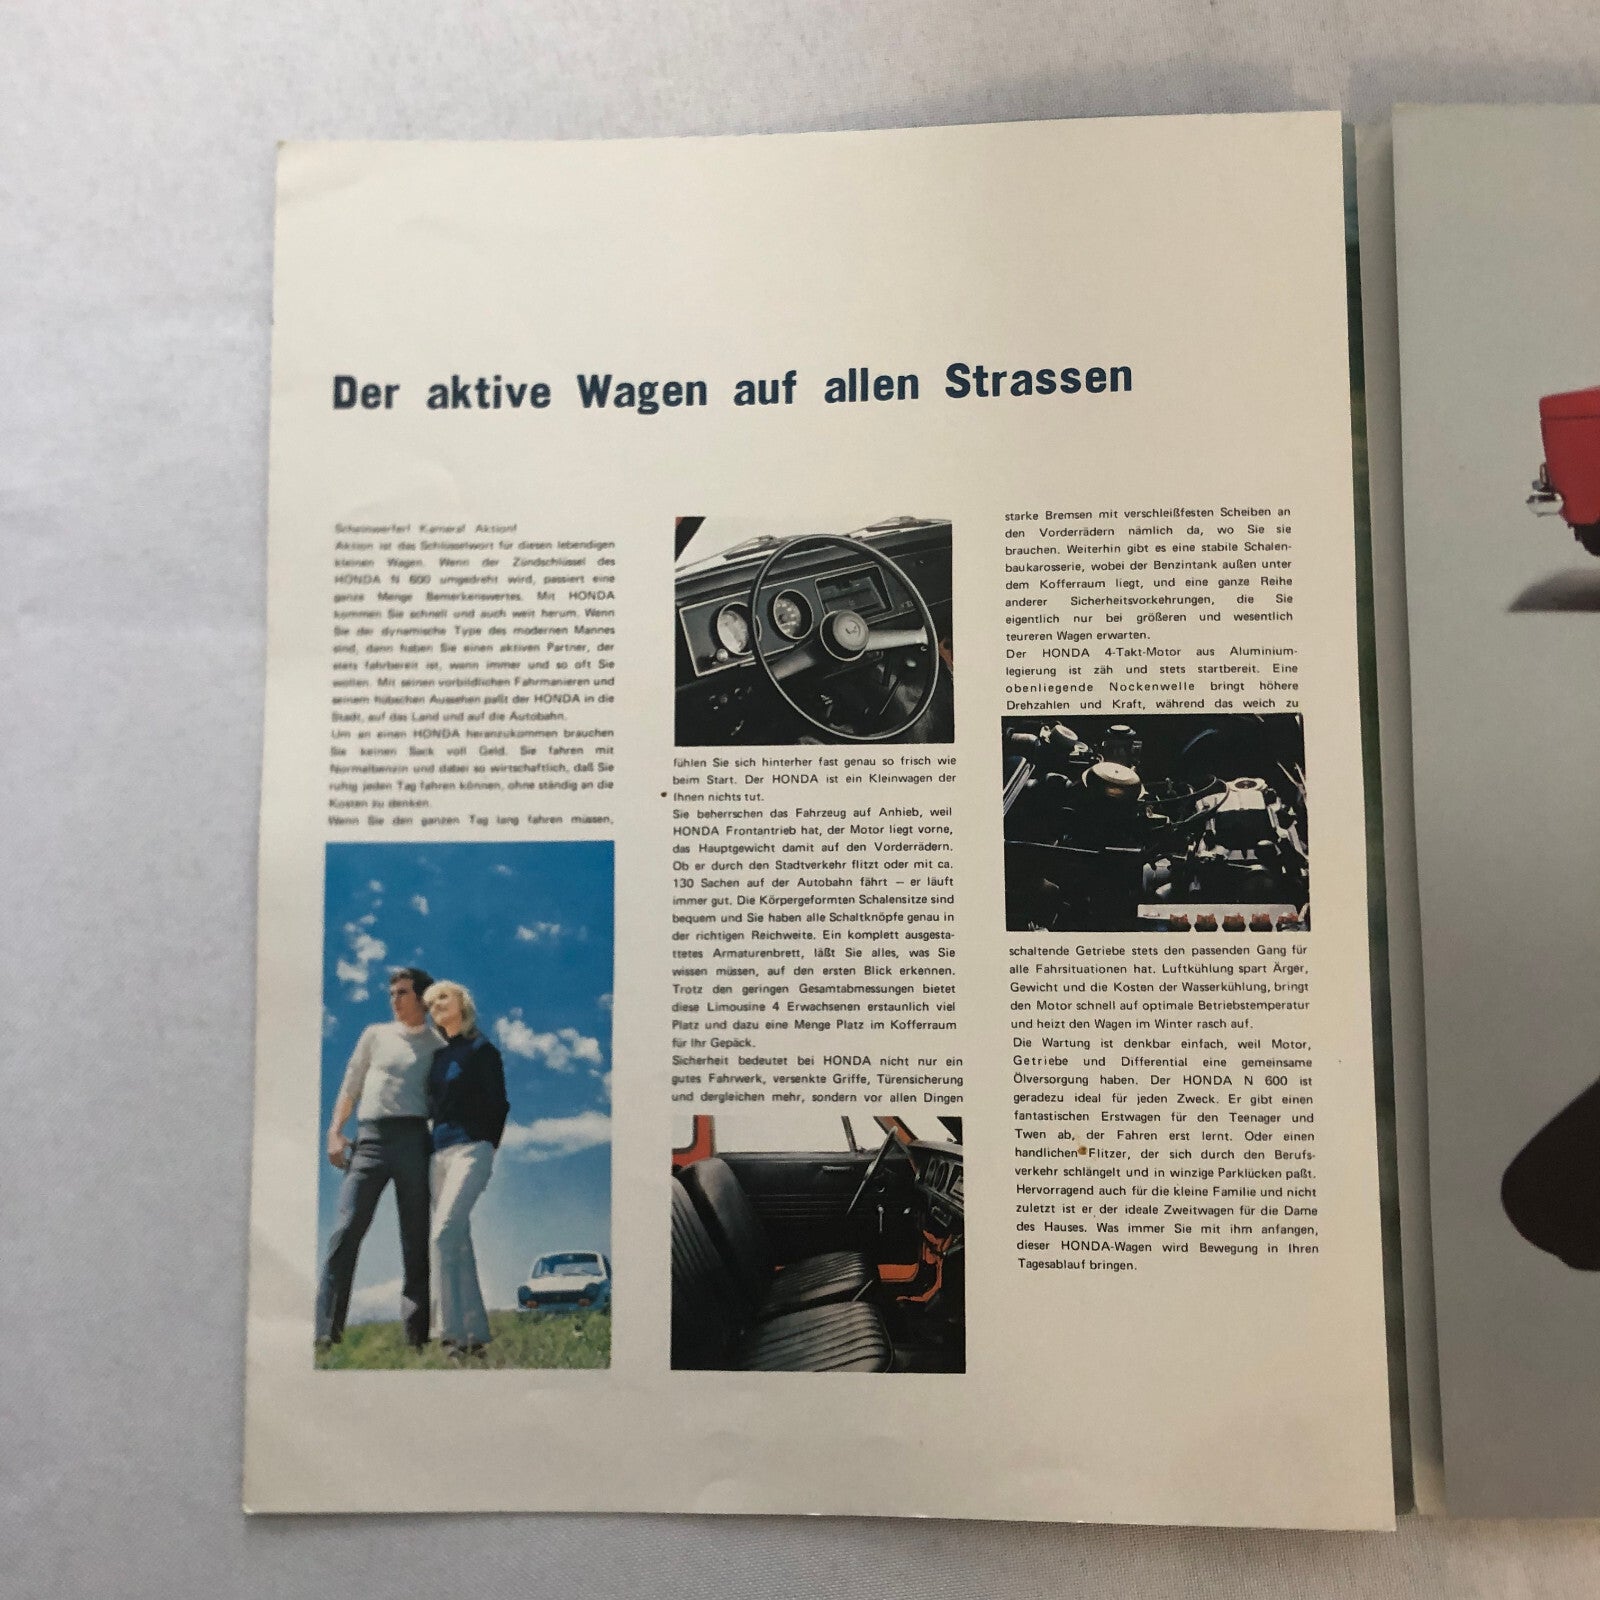 Der aktive Wagen auf allen Strassen
Scheinwerfer! Kamera! Aktion!
Aktion ist das Schlüsselwort für diesen lebendigen
kleinen Wagen. Wenn der Zündschlüssel des
HONDA N 600 umgedreht wird, passiert eine
ganze Menge Bemerkenswertes. Mit HONDA
kommen Sie schnell und auch weit herum. Wenn
Sie der dynamische Type des modernen Mannes
sind, dann haben Sie einen aktiven Partner, der
stets fahrbereit ist, wann immer und so oft Sie
wollen. Mit seinen vorbildlichen Fahrmanieren und
seinem hübschen Aussehen paßt der HONDA in die
Stadt, auf das Land und auf die Autobahn.
Um an einen HONDA heranzukommen brauchen
Sie keinen Sack voll Geld. Sie fahren mit
Normalbenzin und dabei so wirtschaftlich, daß Sie
ruhig jeden Tag fahren können, ohne ständig an die
Kosten zu denken.
Wenn Sie den ganzen Tag lang fahren müssen,
fühlen Sie sich hinterher fast genau so frisch wie
beim Start. Der HONDA ist ein Kleinwagen der
Ihnen nichts tut.
Sie beherrschen das Fahrzeug auf Anhieb, weil
HONDA Frontantrieb hat, der Motor liegt vorne,
das Hauptgewicht damit auf den Vorderrädern.
Ob er durch den Stadtverkehr flitzt oder mit ca.
130 Sachen auf der Autobahn fährt – er läuft
immer gut. Die Körpergeformten Schalensitze sind
bequem und Sie haben alle Schaltknöpfe genau in
der richtigen Reichweite. Ein komplett ausgesta-
ttetes Armaturenbrett, läßt Sie alles, was Sie
wissen müssen, auf den ersten Blick erkennen.
Trotz den geringen Gesamtabmessungen bietet
diese Limousine 4 Erwachsenen erstaunlich viel
Platz und dazu eine Menge Platz im Kofferraum
für Ihr Gepäck.
Sicherheit bedeutet bei HONDA nicht nur ein
gutes Fahrwerk, versenkte Griffe, Türensicherung
und dergleichen mehr, sondern vor allen Dingen
starke Bremsen mit verschleißfesten Scheiben an
den Vorderrädern nämlich da, wo Sie sie
brauchen. Weiterhin gibt es eine stabile Schalen-
baukarosserie, wobei der Benzintank außen unter
dem Kofferraum liegt, und eine ganze Reihe
anderer Sicherheitsvorkehrungen, die Sie
eigentlich nur bei größeren und wesentlich
teureren Wagen erwarten.
Der HONDA 4-Takt-Motor aus Aluminium-
legierung ist zäh und stets startbereit. Eine
obenliegende Nockenwelle bringt höhere
Drehzahlen und Kraft, während das weich zu
schaltende Getriebe stets den passenden Gang für
alle Fahrsituationen hat. Luftkühlung spart Ärger,
Gewicht und die Kosten der Wasserkühlung, bringt
den Motor schnell auf optimale Betriebstemperatur
und heizt den Wagen im Winter rasch auf.
Die Wartung ist denkbar einfach, weil Motor,
Getriebe und Differential eine gemeinsame
Ölversorgung haben. Der HONDA N 600 ist
geradezu ideal für jeden Zweck. Er gibt einen
fantastischen Erstwagen für den Teenager und
Twen ab, der Fahren erst lernt. Oder einen
handlichen Flitzer, der sich durch den Berufs-
verkehr schlängelt und in winzige Parklücken paßt.
Hervorragend auch für die kleine Familie und nicht
zuletzt ist er der ideale Zweitwagen für die Dame
des Hauses. Was immer Sie mit ihm anfangen,
dieser HONDA-Wagen wird Bewegung in Ihren
Tagesablauf bringen.